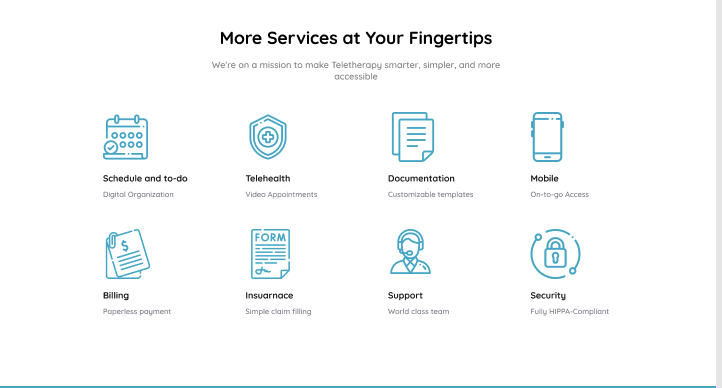 More Services at Your Fingertips
We're on a mission to make Teletherapy smarter, simpler, and more
accessible
Schedule and to-do
Digital Organization
Telehealth
Video Appointments
Documentation
Customizable templates
Mobile
On-to-go Access
$
Billing
Paperless payment
FORM
Insuarnace
Simple claim filling
Support
World class team
Security
Fully HIPPA-Compliant